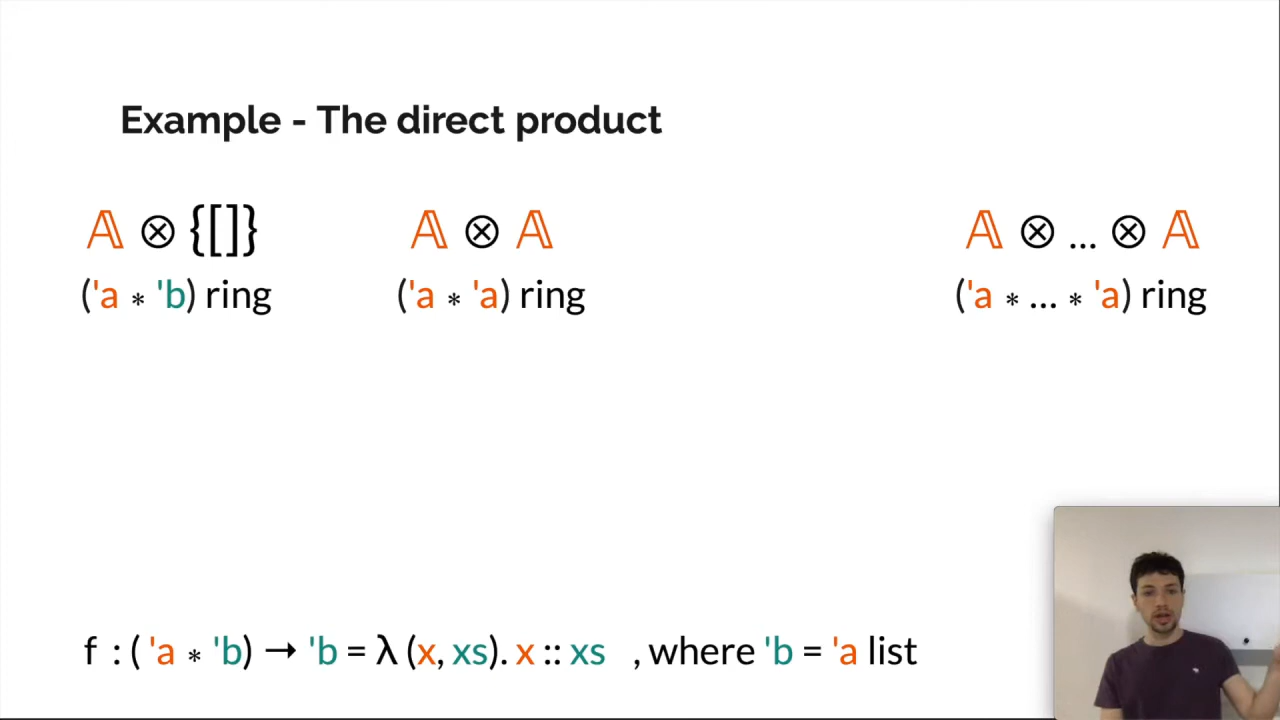 Example - The direct product
𝔸 ⊗ {[]} 𝔸 ⊗ 𝔸 𝔸 ⊗ ... ⊗ 𝔸
('a * 'b) ring ('a * 'a) ring ('a * ... * 'a) ring
f : ( 'a * 'b) → 'b = λ (x, xs). x :: xs , where 'b = 'a list